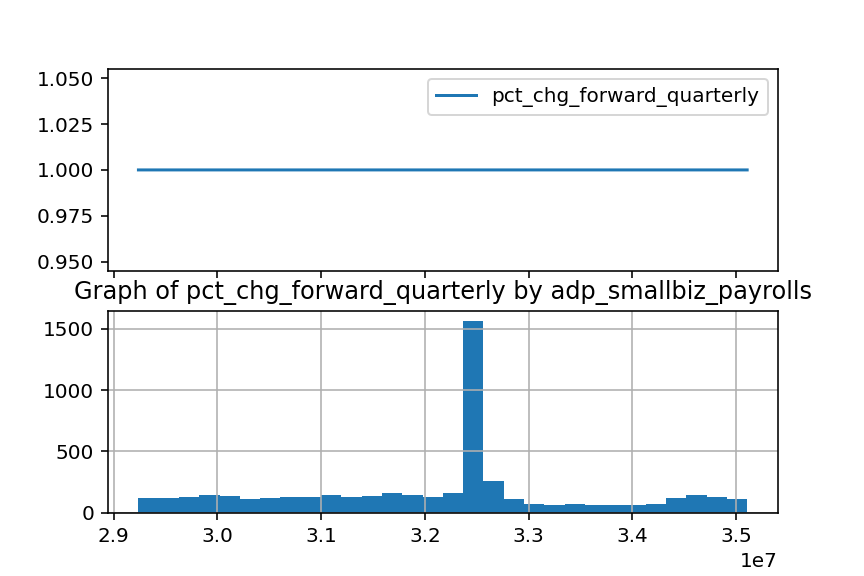 1.050
pct_chg_forward_quarterly
1.025
1.000
0.975
0.950
Graph of pct_chg_forward_quarterly by adp_smallbiz_payrolls
1500
1000
500
0
2.9 3.0 3.1 3.2 3.3 3.4 3.5
1e7